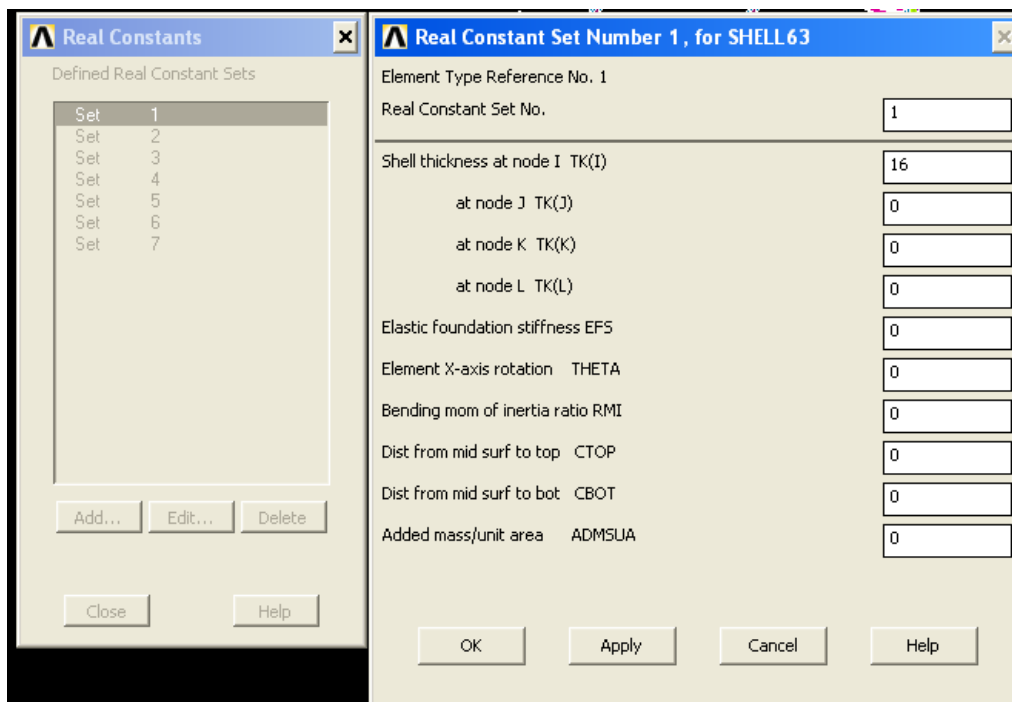 Real Constants
Defined Real Constant Sets
Set 1
Set 2
Set 3
Set 4
Set 5
Set 6
Set 7
Add...
Edit...
Delete
Close
Help
Real Constant Set Number 1, for SHELL63
Element Type Reference No. 1
Real Constant Set No. 1
Shell thickness at node I TK(I) 16
at node J TK(J) 0
at node K TK(K) 0
at node L TK(L) 0
Elastic foundation stiffness EFS 0
Element X-axis rotation THETA 0
Bending mom of inertia ratio RMI 0
Dist from mid surf to top CTOP 0
Dist from mid surf to bot CBOT 0
Added mass/unit area ADMSUA 0
OK
Apply
Cancel
Help